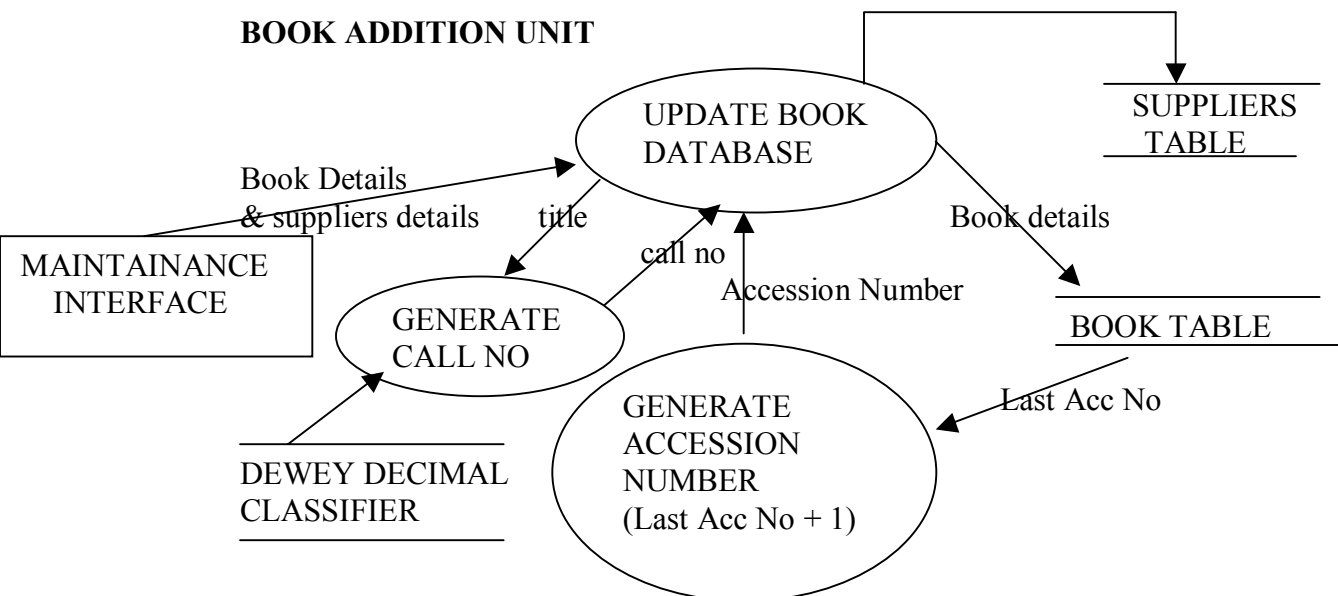 BOOK ADDITION UNIT
UPDATE BOOK
DATABASE
SUPPLIERS
TABLE
Book Details
& suppliers details
title
call no
Book details
Accession Number
MAINTAINANCE
INTERFACE
GENERATE
CALL NO
BOOK TABLE
Last Acc No
GENERATE
ACCESSION
NUMBER
(Last Acc No + 1)
DEWEY DECIMAL
CLASSIFIER